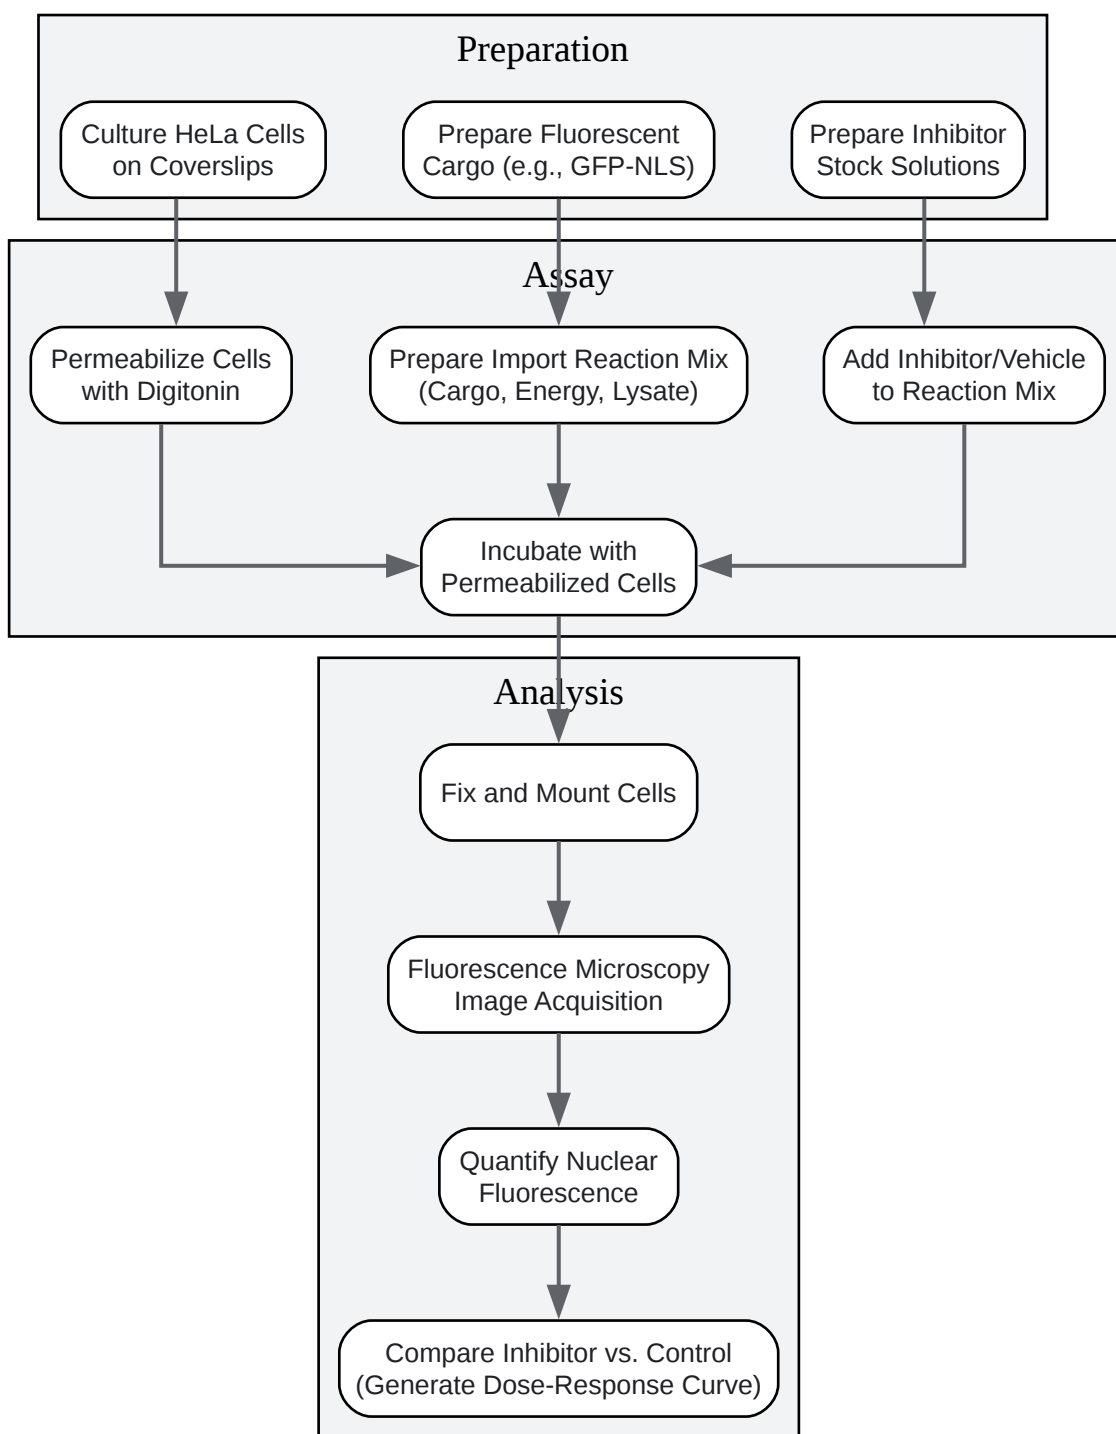 Preparation
Culture HeLa Cells
on Coverslips
Prepare Fluorescent
Cargo (e.g., GFP-NLS)
Prepare Inhibitor
Stock Solutions
Assay
Permeabilize Cells
with Digitonin
Prepare Import Reaction Mix
(Cargo, Energy, Lysate)
Add Inhibitor/Vehicle
to Reaction Mix
Incubate with
Permeabilized Cells
Analysis
Fix and Mount Cells
Fluorescence Microscopy
Image Acquisition
Quantify Nuclear
Fluorescence
Compare Inhibitor vs. Control
(Generate Dose-Response Curve)